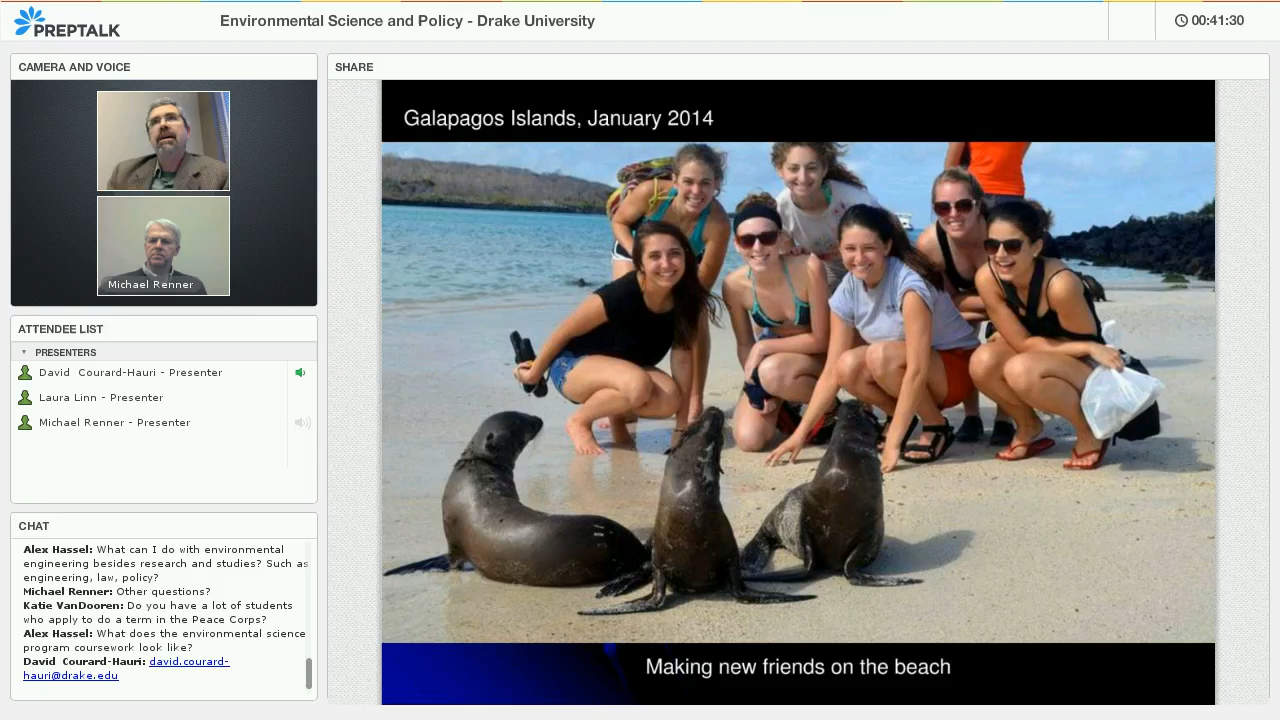 PREPTALK
Environmental Science and Policy - Drake University
00:41:30
CAMERA AND VOICE
Michael Renner
ATTENDEE LIST
PRESENTERS
David Courard-Hauri - Presenter
Laura Linn - Presenter
Michael Renner - Presenter
CHAT
Alex Hassel: What can I do with environmental
engineering besides research and studies? Such as
engineering, law, policy?
Michael Renner: Other questions?
Katie VanDooren: Do you have a lot of students
who apply to do a term in the Peace Corps?
Alex Hassel: What does the environmental science
program coursework look like?
David Courard-Hauri: david.courard-
hauri@drake.edu
SHARE
Galapagos Islands, January 2014
Making new friends on the beach